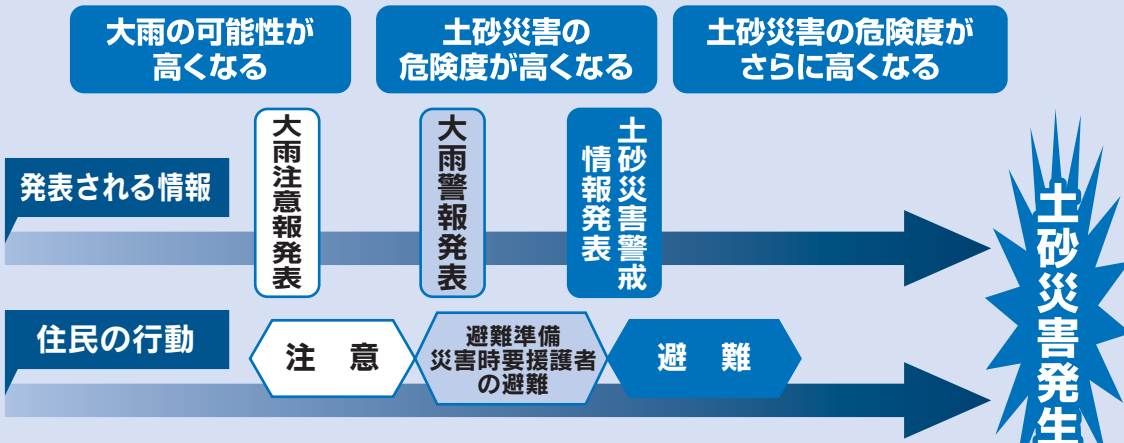 大雨の可能性が
高くなる
土砂災害の
危険度が高くなる
土砂災害の危険度が
さらに高くなる
発表される情報
大雨注意報発表
大雨警報発表
土砂災害警戒
情報発表
住民の行動
注 意
避難準備
災害時要援護者
の避難
避 難
土砂災害発生